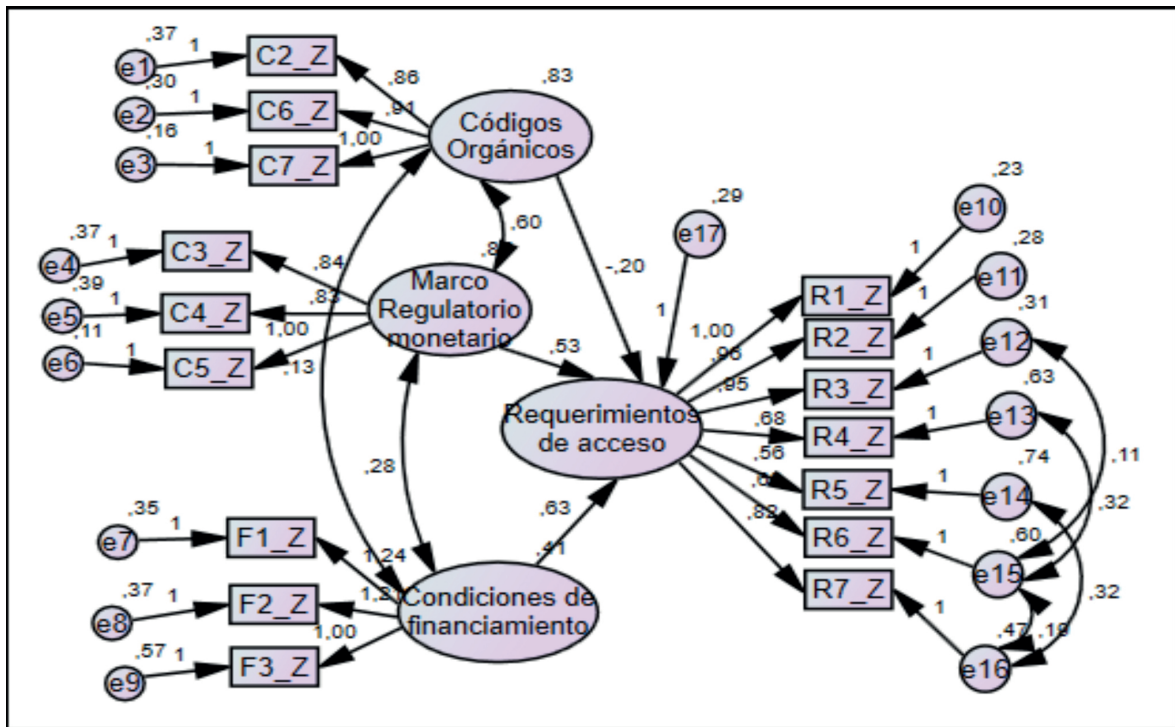 ,37
e1
1
C2_Z
,30
e2
1
C6_Z
,16
e3
1
C7_Z
,86
,91
1,00
,83
Códigos
Orgánicos
,60
,37
e4
1
C3_Z
,39
e5
1
C4_Z
,11
e6
1
C5_Z
,84
,83
1,00
,13
Marco
Regulatorio
monetario
-,20
,53
,29
e17
1
Requerimientos
de acceso
,28
,63
,41
,35
e7
1
F1_Z
,37
e8
1
F2_Z
,57
e9
1
F3_Z
1,24
1,00
Condiciones de
financiamiento
1,00
,96
,95
,68
,56
,82
R1_Z
R2_Z
R3_Z
R4_Z
R5_Z
R6_Z
R7_Z
1
1
1
1
1
1
1
,23
e10
,28
e11
,31
e12
,63
e13
,74
e14
,60
e15
,47
e16
,11
,32
,32